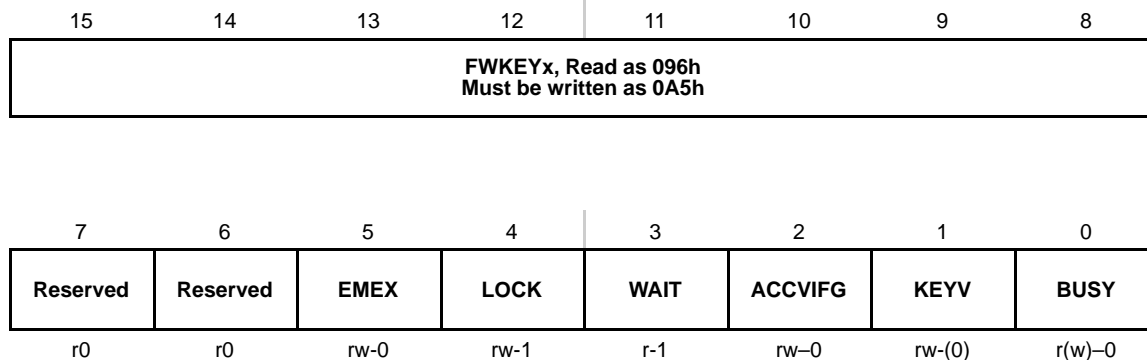 15 14 13 12 11 10 9 8
FWKEYx, Read as 096h
Must be written as 0A5h
7 6 5 4 3 2 1 0
Reserved Reserved EMEX LOCK WAIT ACCVIFG KEYV BUSY
r0 r0 rw-0 rw-1 r-1 rw–0 rw-(0) r(w)–0